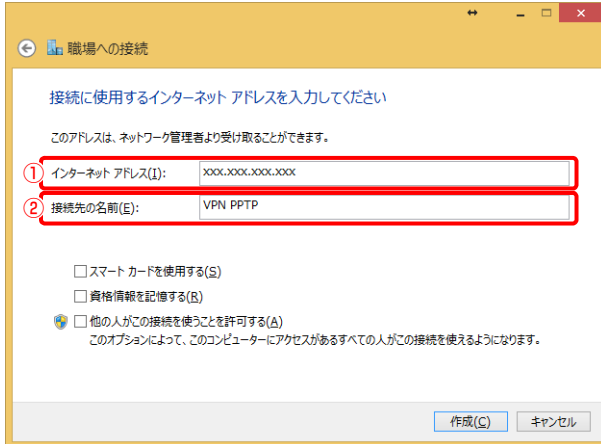 職場への接続
接続に使用するインターネット アドレスを入力してください
このアドレスは、ネットワーク管理者より受け取ることができます。
① インターネット アドレス(I): xxx.xxx.xxx.xxx
② 接続先の名前(E): VPN PPTP
スマート カードを使用する(S)
資格情報を記憶する(R)
他の人がこの接続を使うことを許可する(A)
このオプションによって、このコンピューターにアクセスがあるすべての人がこの接続を使えるようになります。
作成(C) キャンセル